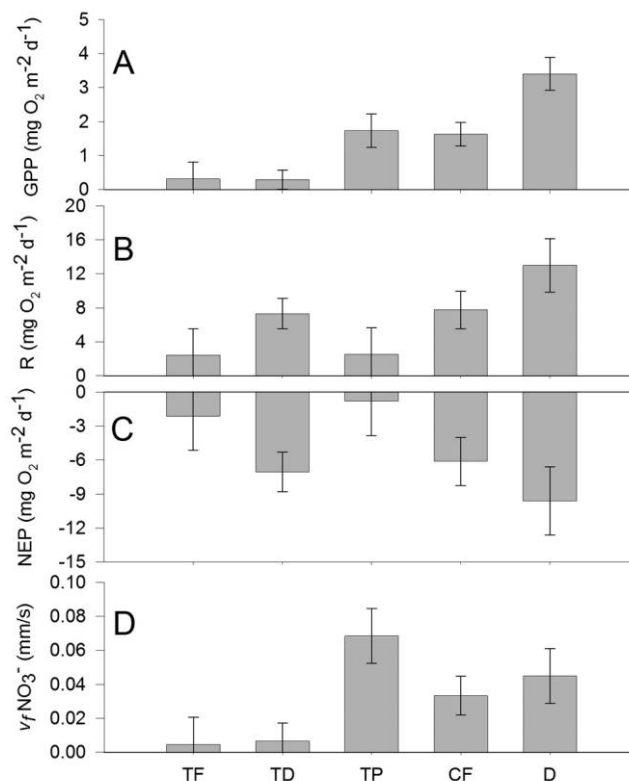 A
GPP (mg O₂ m⁻² d⁻¹)
5
4
3
2
1
0
B
R (mg O₂ m⁻² d⁻¹)
20
16
12
8
4
0
C
NEP (mg O₂ m⁻² d⁻¹)
0
-3
-6
-9
-12
-15
D
vf NO₃⁻ (mm/s)
0.10
0.08
0.06
0.04
0.02
0.00
TF TD TP CF D